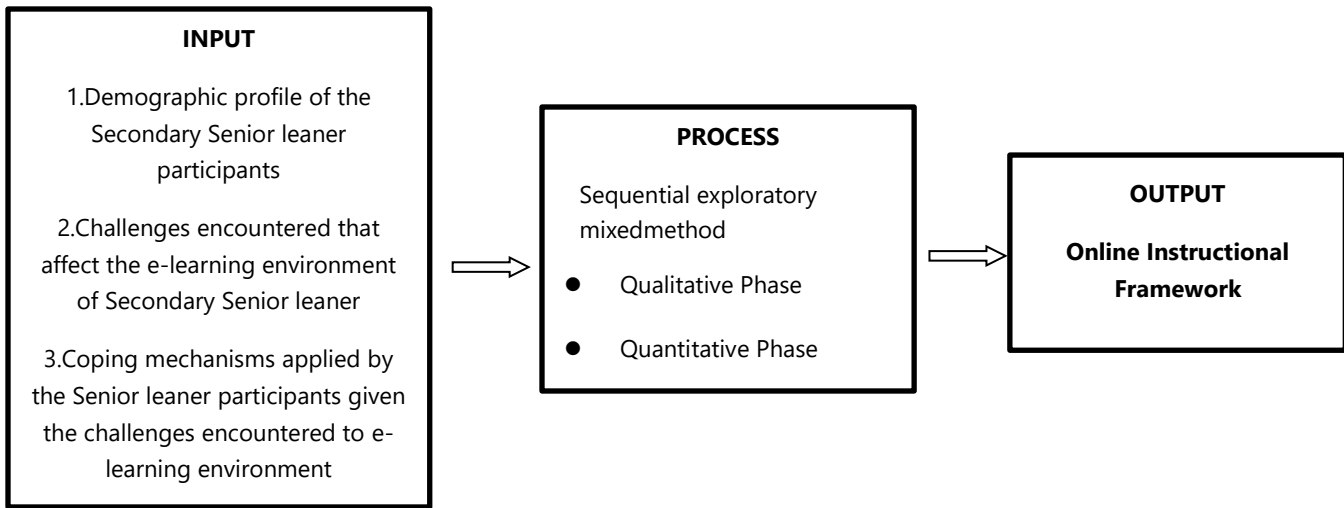 INPUT
1.Demographic profile of the
Secondary Senior leaner
participants
2.Challenges encountered that
affect the e-learning environment
of Secondary Senior leaner
3.Coping mechanisms applied by
the Senior leaner participants given
the challenges encountered to e-
learning environment
PROCESS
Sequential exploratory
mixedmethod
● Qualitative Phase
● Quantitative Phase
OUTPUT
Online Instructional
Framework